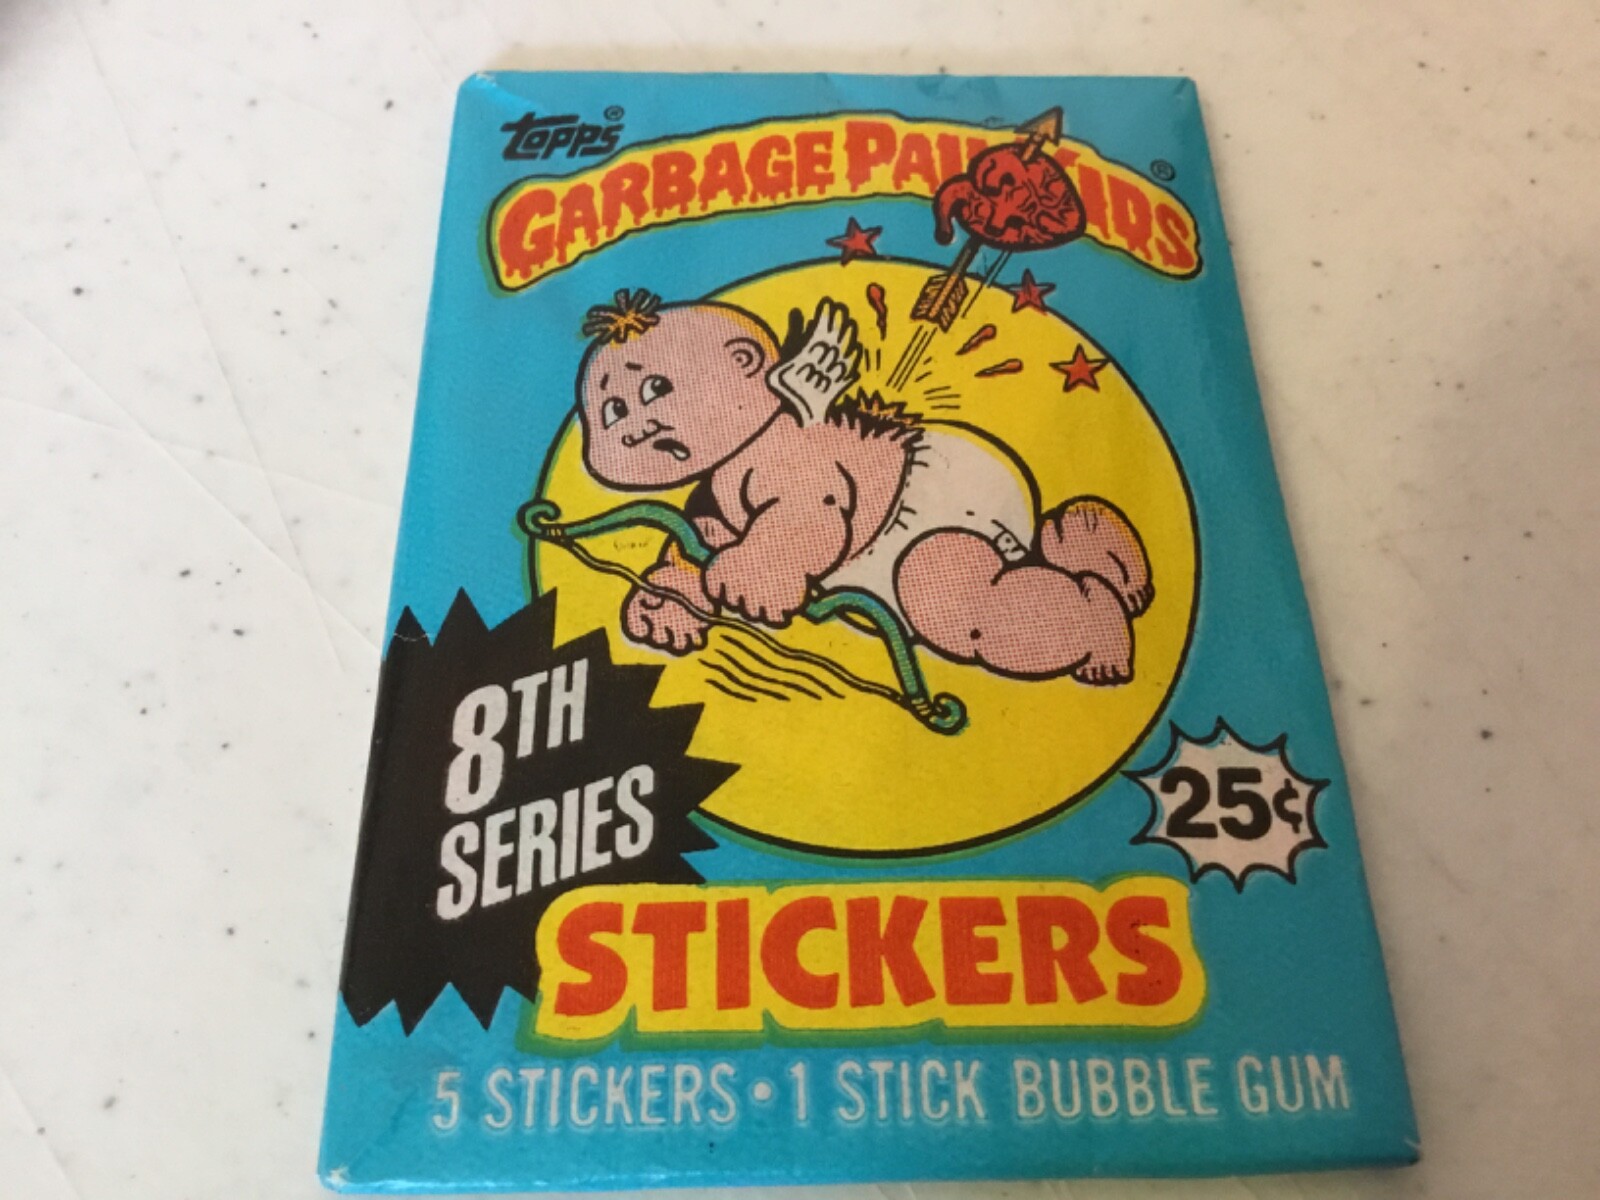 Topps®
GARBAGE PAIL KIDS®
8TH
SERIES
25¢
STICKERS
5 STICKERS • 1 STICK BUBBLE GUM